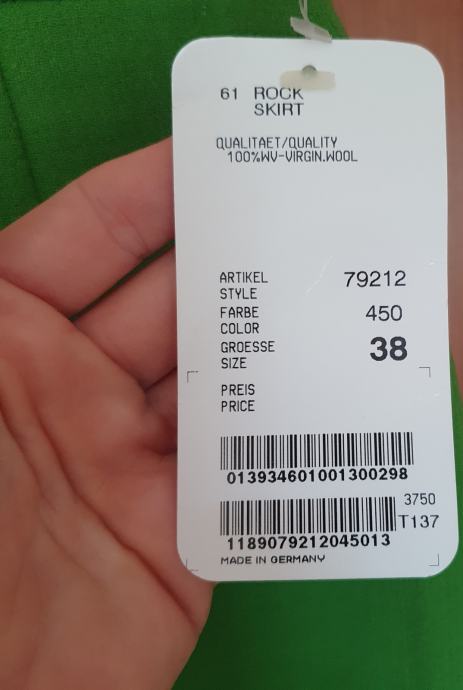 61 ROCK
SKIRT
QUALITAET/QUALITY
100%WV-VIRGIN.WOOL
ARTIKEL 79212
STYLE
FARBE 450
COLOR
GROESSE 38
SIZE
PREIS
PRICE
013934601001300298
3750
T137
1189079212045013
MADE IN GERMANY